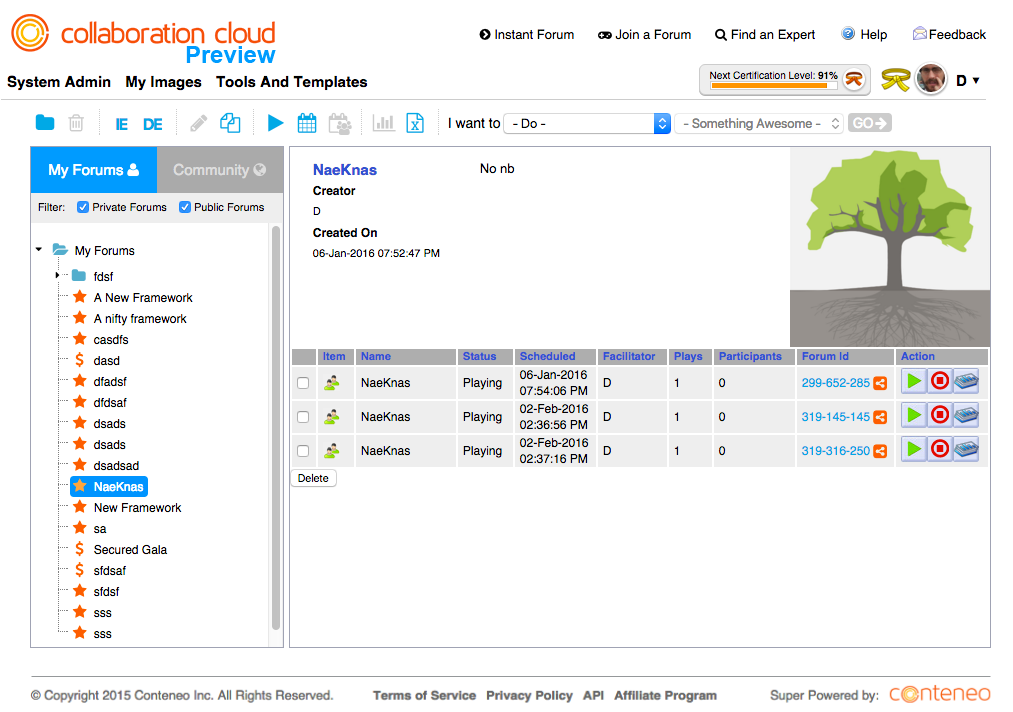 collaboration cloud
Preview
Instant Forum Join a Forum Find an Expert Help Feedback
System Admin My Images Tools And Templates
Next Certification Level: 91%
D
IE DE
I want to - Do - - Something Awesome - GO
My Forums Community
Filter: Private Forums Public Forums
My Forums
fdsf
A New Framework
A nifty framework
casdfs
dasd
dfadsf
dfdsaf
dsads
dsads
dsadsad
NaeKnas
New Framework
sa
Secured Gala
sfdsaf
sfdsf
sss
sss
NaeKnas No nb
Creator
D
Created On
06-Jan-2016 07:52:47 PM
Item Name Status Scheduled Facilitator Plays Participants Forum Id Action
NaeKnas Playing 06-Jan-2016 07:54:06 PM D 1 0 299-652-285
NaeKnas Playing 02-Feb-2016 02:36:56 PM D 1 0 319-145-145
NaeKnas Playing 02-Feb-2016 02:37:16 PM D 1 0 319-316-250
Delete
© Copyright 2015 Conteneo Inc. All Rights Reserved. Terms of Service Privacy Policy API Affiliate Program Super Powered by: conteneo